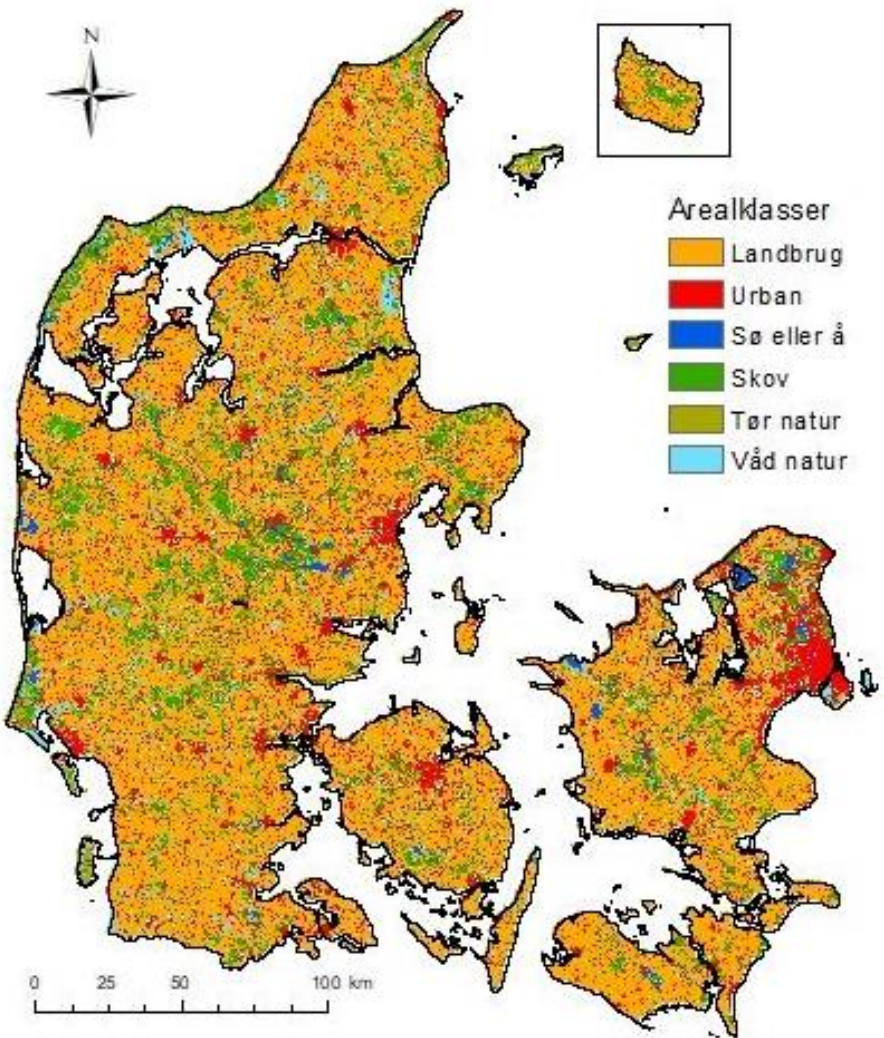 N
Arealklasser
Landbrug
Urban
Sø eller å
Skov
Tør natur
Våd natur
0 25 50 100 km